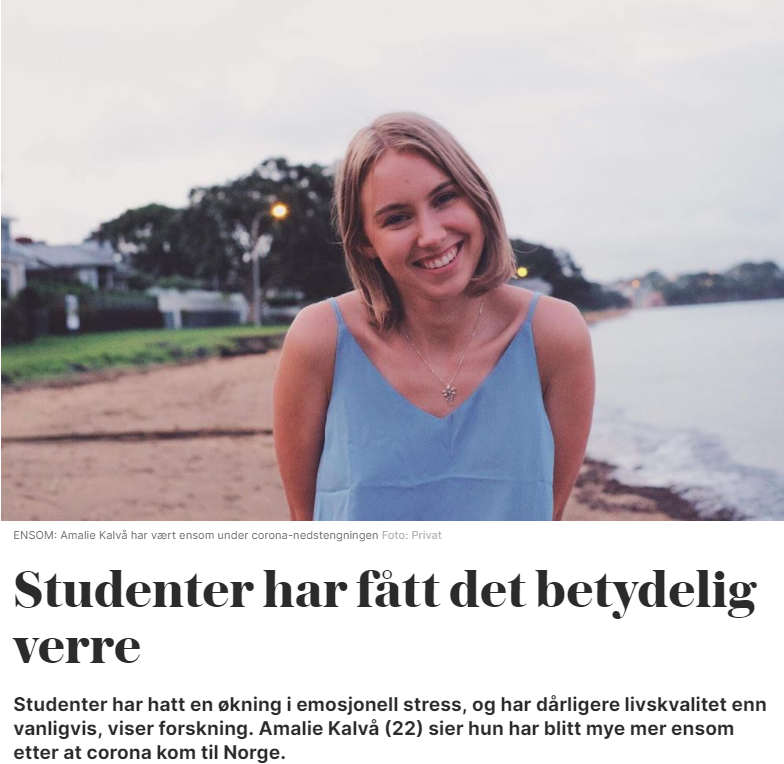 ENSOM: Amalie Kalvå har vært ensom under corona-nedstengningen Foto: Privat
Studenter har fått det betydelig
verre
Studenter har hatt en økning i emosjonell stress, og har dårligere livskvalitet enn
vanligvis, viser forskning. Amalie Kalvå (22) sier hun har blitt mye mer ensom
etter at corona kom til Norge.